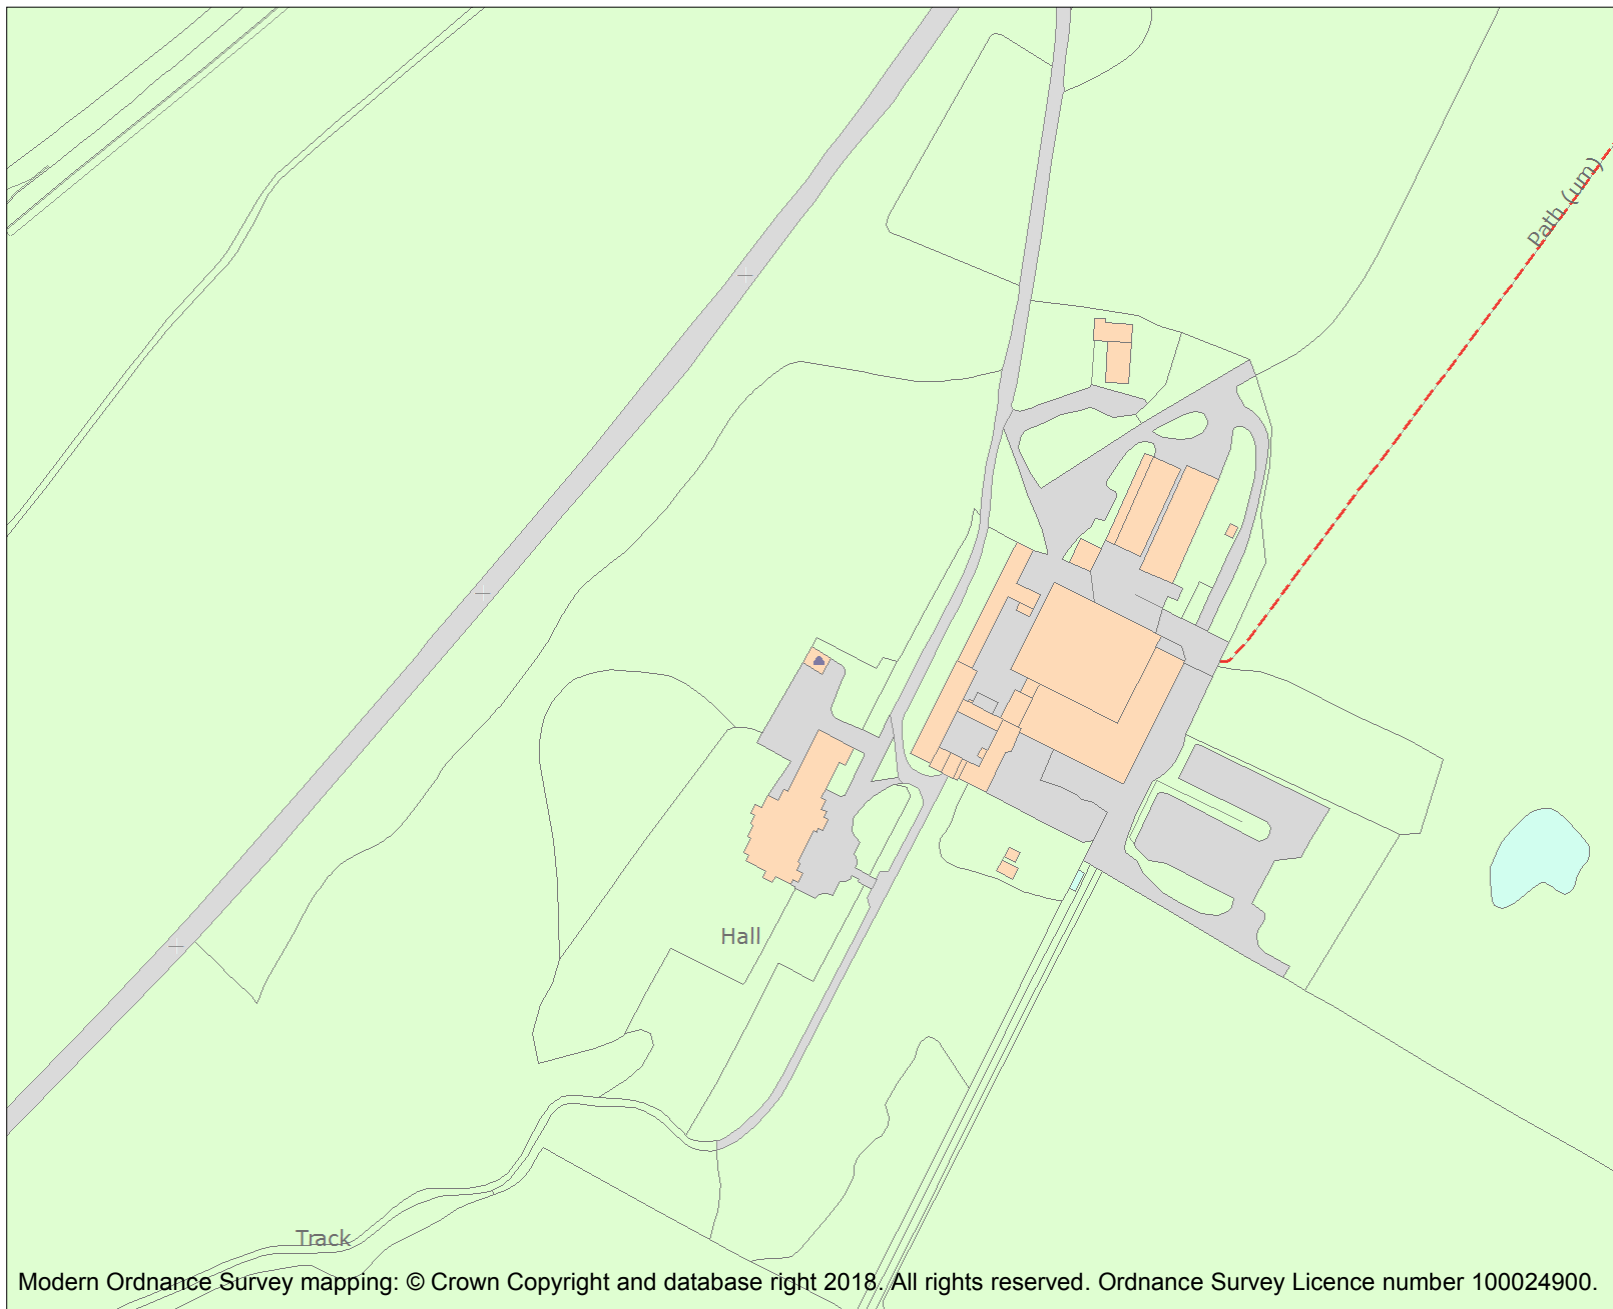 Path (um)
Hall
Track
Modern Ordnance Survey mapping: © Crown Copyright and database right 2018. All rights reserved. Ordnance Survey Licence number 100024900.